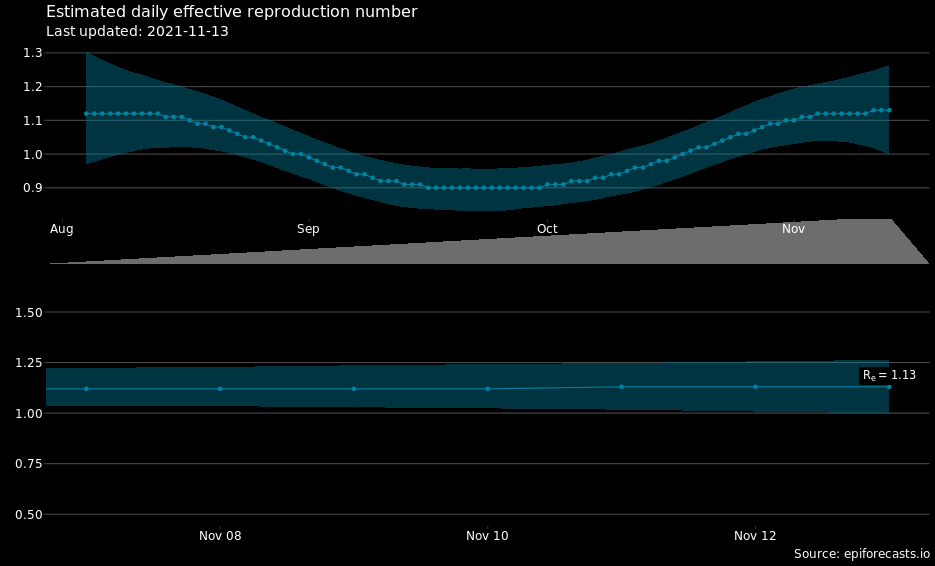 Estimated daily effective reproduction number
Last updated: 2021-11-13
1.3
1.2
1.1
1.0
0.9
Aug Sep Oct Nov
1.50
1.25
Rₑ = 1.13
1.00
0.75
0.50
Nov 08 Nov 10 Nov 12
Source: epiforecasts.io